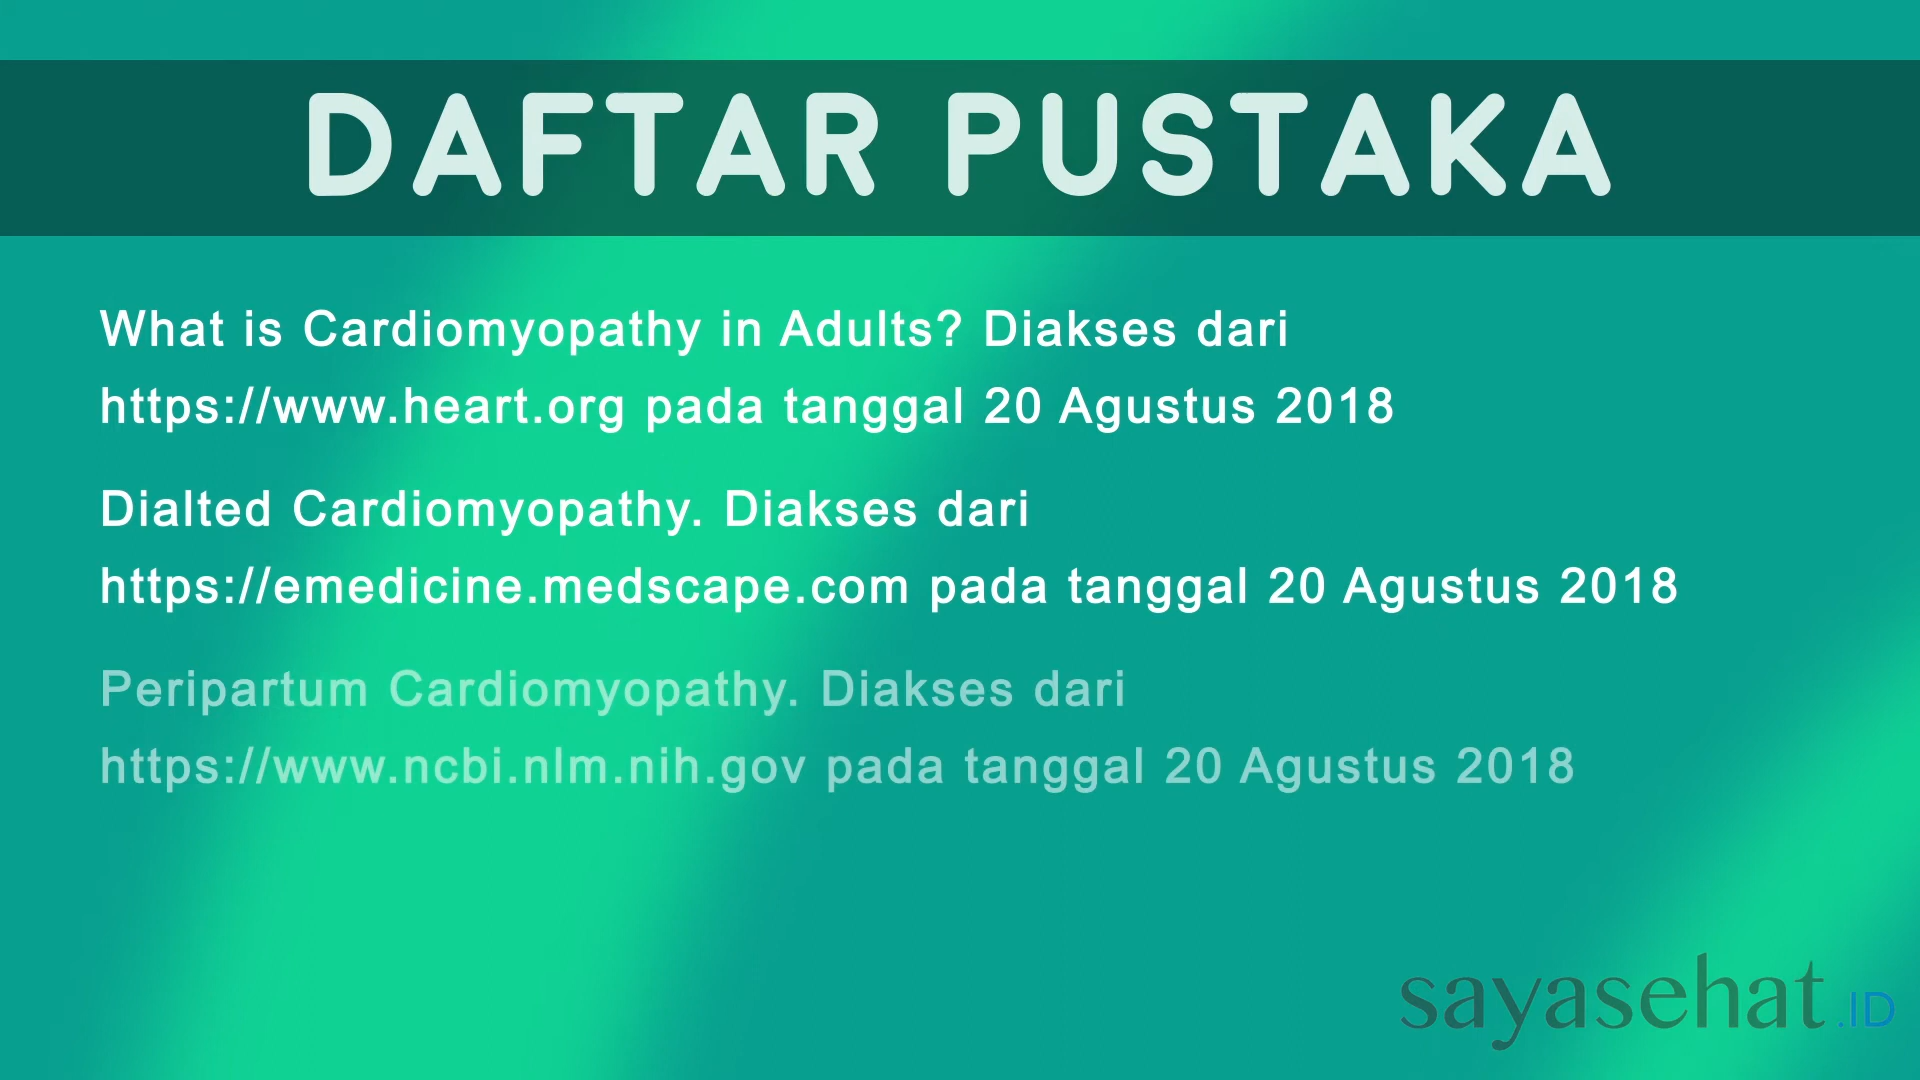 DAFTAR PUSTAKA
What is Cardiomyopathy in Adults? Diakses dari
https://www.heart.org pada tanggal 20 Agustus 2018
Dialted Cardiomyopathy. Diakses dari
https://emedicine.medscape.com pada tanggal 20 Agustus 2018
Peripartum Cardiomyopathy. Diakses dari
https://www.ncbi.nlm.nih.gov pada tanggal 20 Agustus 2018
sayasehat.ID